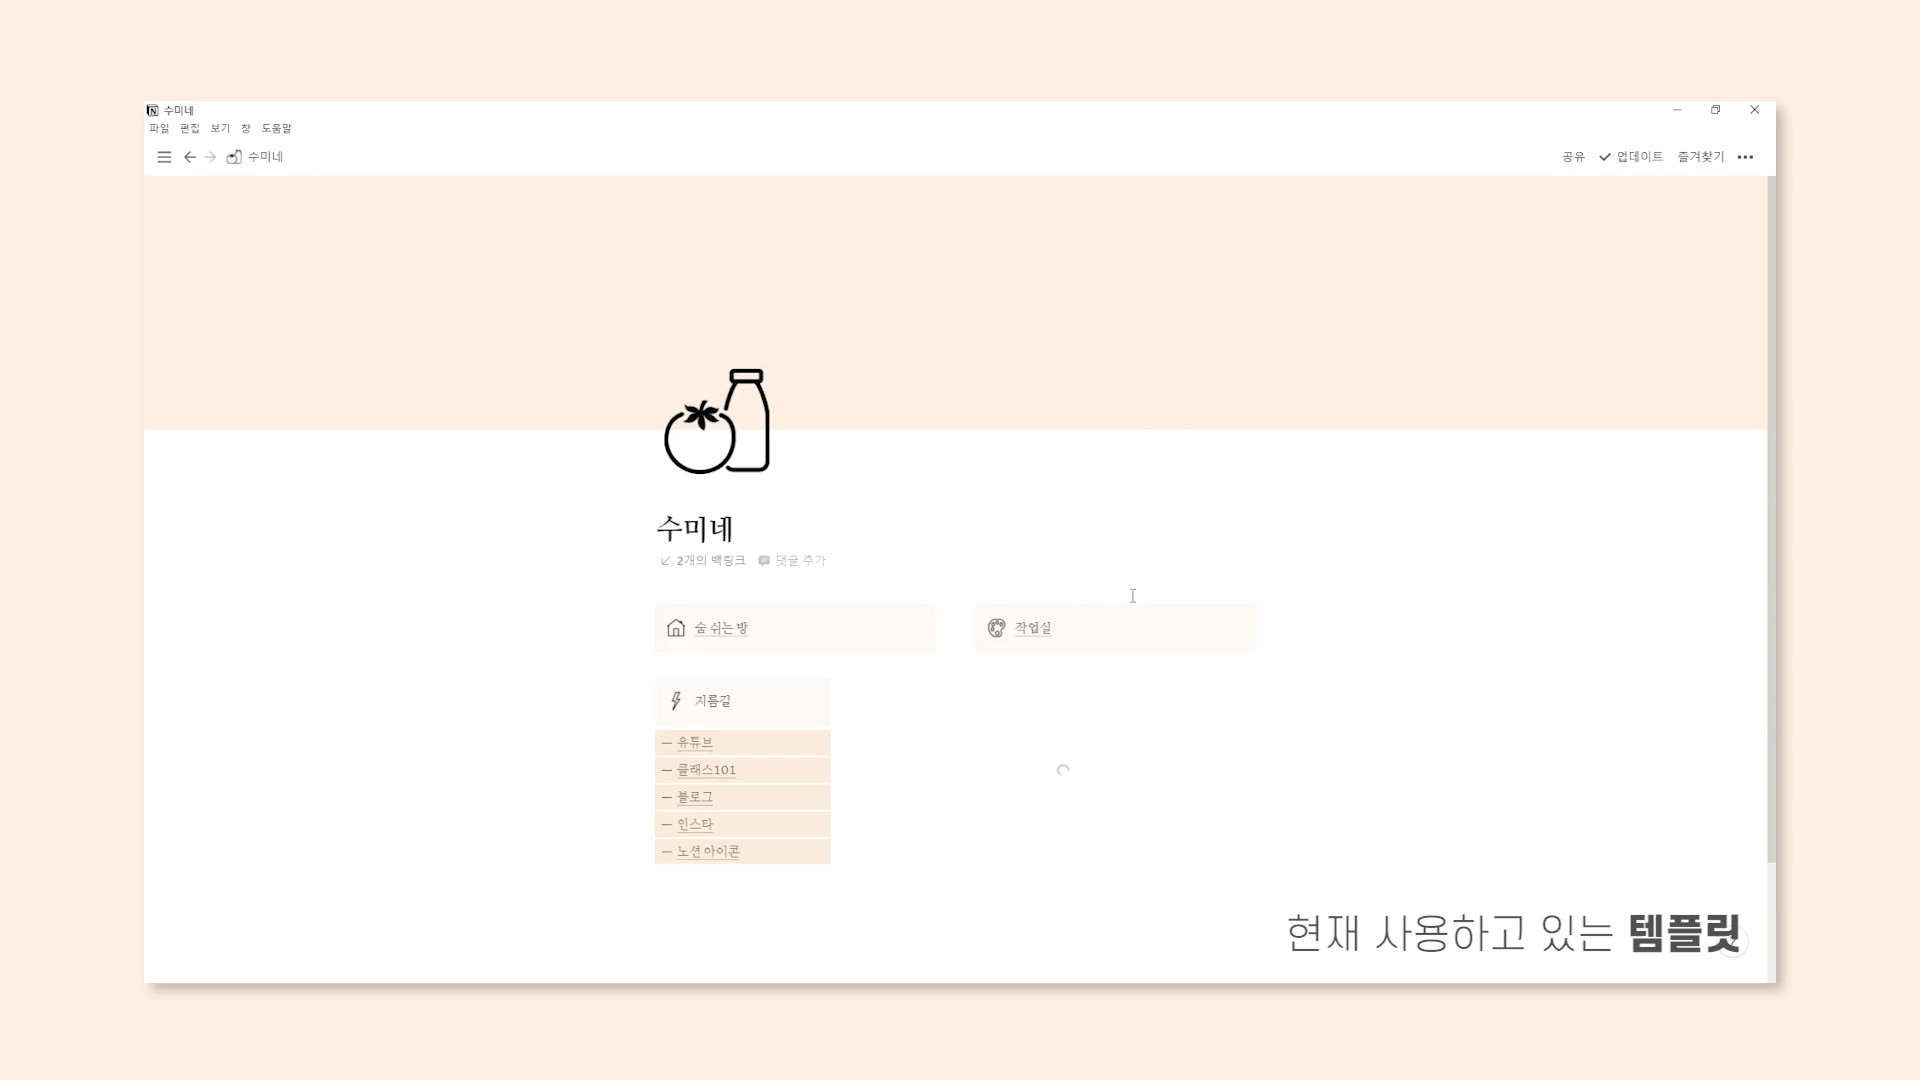 수미네
파일 편집 보기 창 도움말
수미네
공유 업데이트 즐겨찾기
수미네
2개의 백링크 댓글 추가
숨 쉬는 방
작업실
지름길
— 유튜브
— 클래스101
— 블로그
— 인스타
— 노션 아이콘
현재 사용하고 있는 템플릿